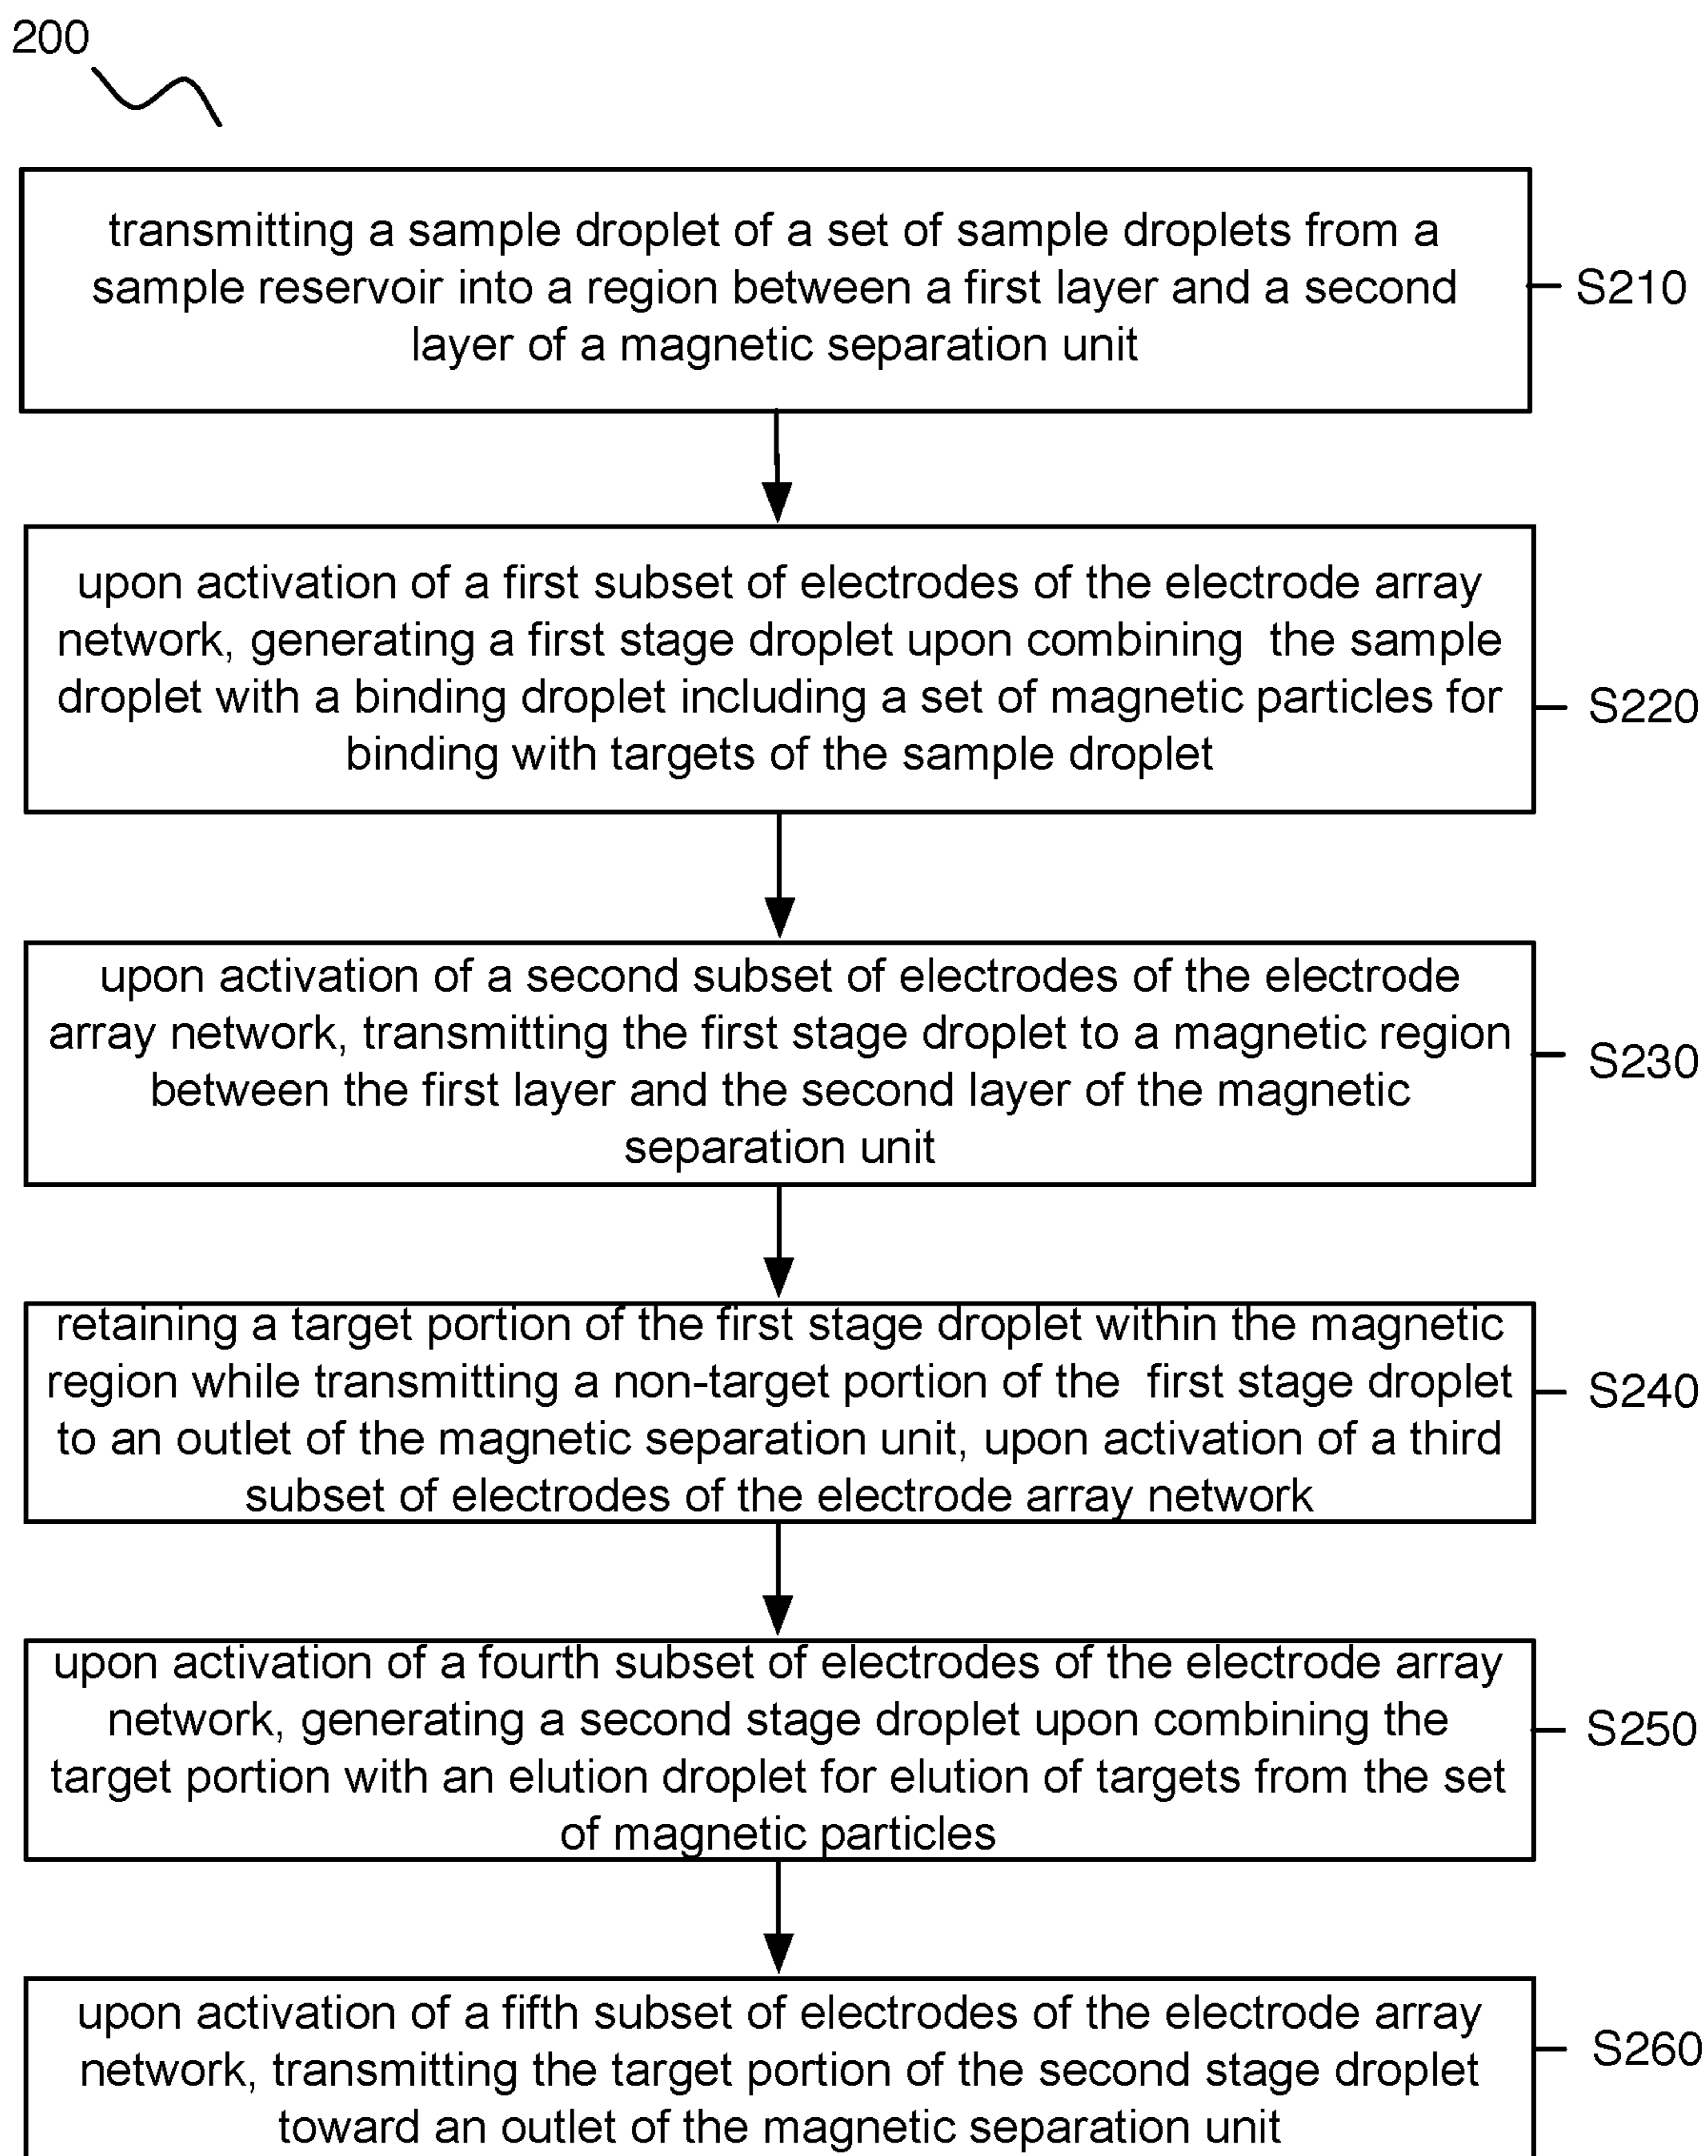 200
transmitting a sample droplet of a set of sample droplets from a
sample reservoir into a region between a first layer and a second
layer of a magnetic separation unit
S210
upon activation of a first subset of electrodes of the electrode array
network, generating a first stage droplet upon combining the sample
droplet with a binding droplet including a set of magnetic particles for
binding with targets of the sample droplet
S220
upon activation of a second subset of electrodes of the electrode
array network, transmitting the first stage droplet to a magnetic region
between the first layer and the second layer of the magnetic
separation unit
S230
retaining a target portion of the first stage droplet within the magnetic
region while transmitting a non-target portion of the first stage droplet
to an outlet of the magnetic separation unit, upon activation of a third
subset of electrodes of the electrode array network
S240
upon activation of a fourth subset of electrodes of the electrode array
network, generating a second stage droplet upon combining the
target portion with an elution droplet for elution of targets from the set
of magnetic particles
S250
upon activation of a fifth subset of electrodes of the electrode array
network, transmitting the target portion of the second stage droplet
toward an outlet of the magnetic separation unit
S260